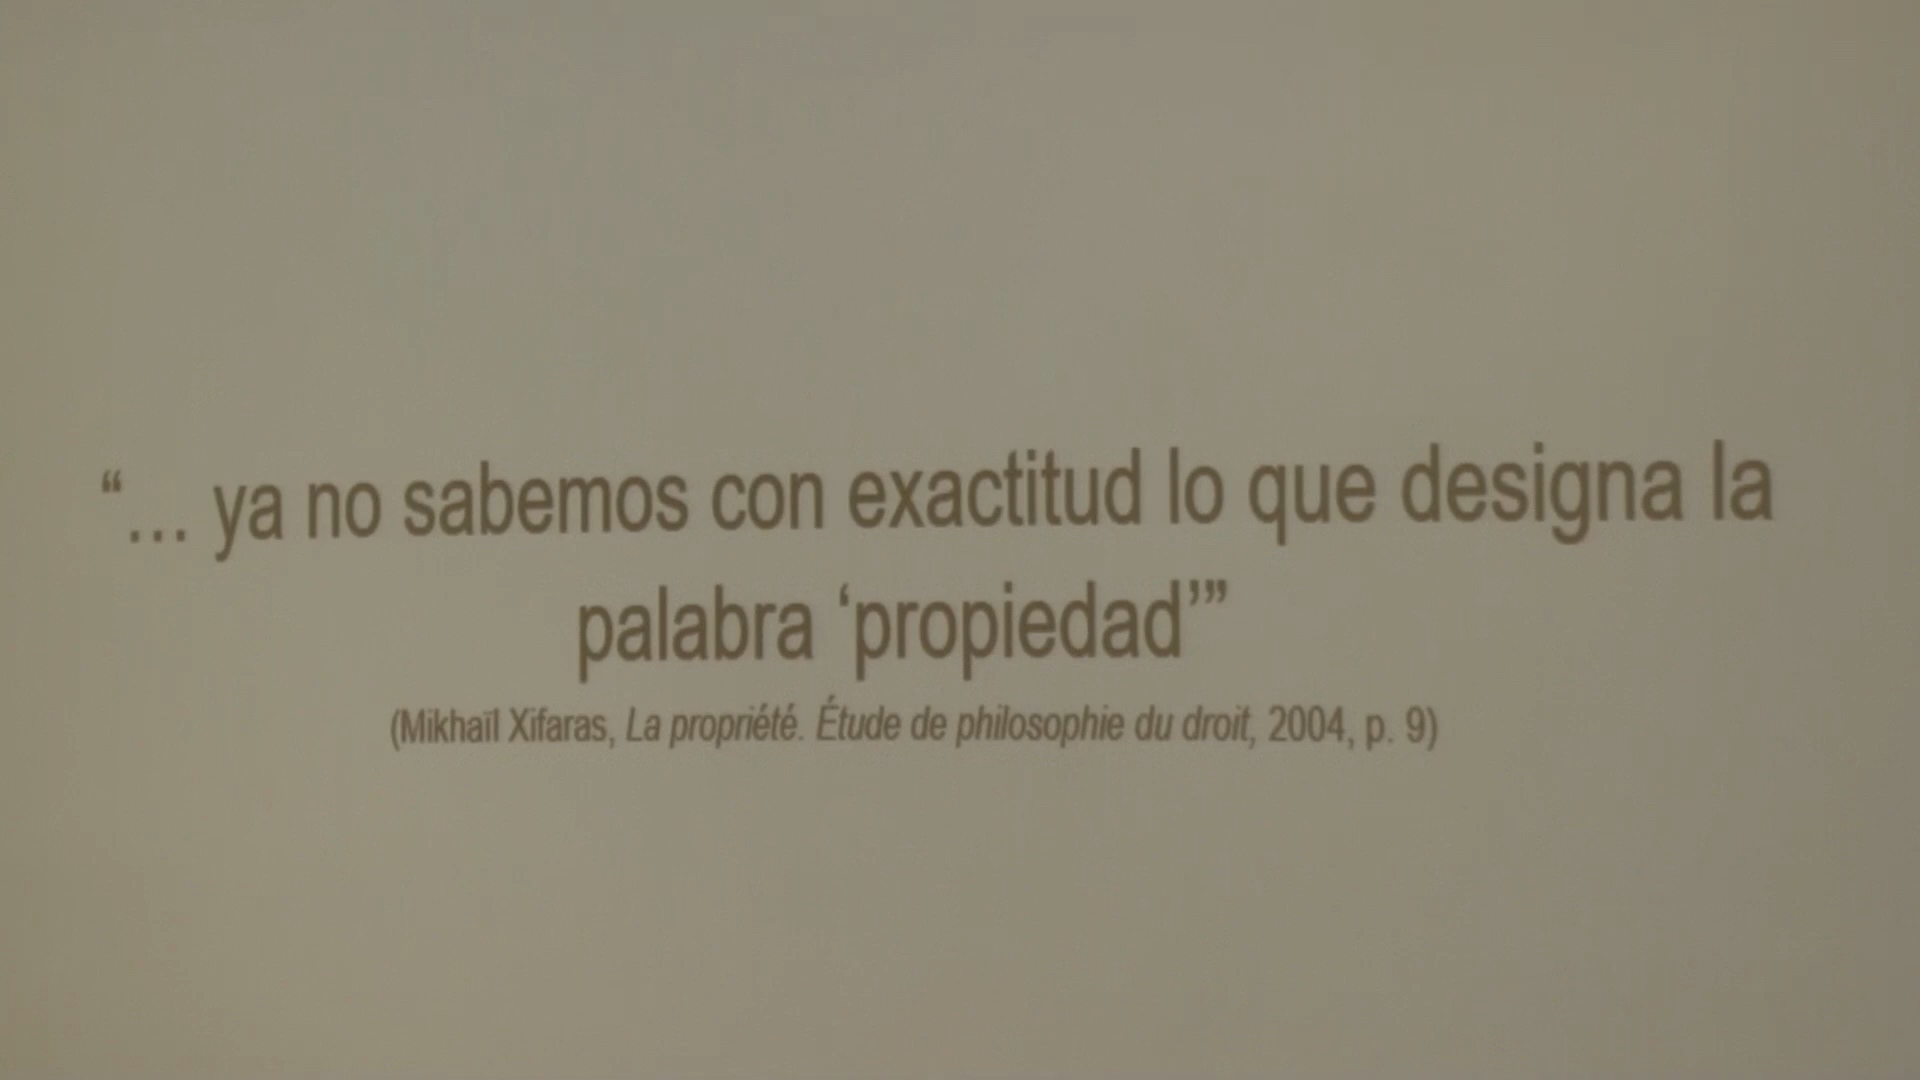 “... ya no sabemos con exactitud lo que designa la
palabra ‘propiedad’”
(Mikhaïl Xifaras, La propriété. Étude de philosophie du droit, 2004, p. 9)